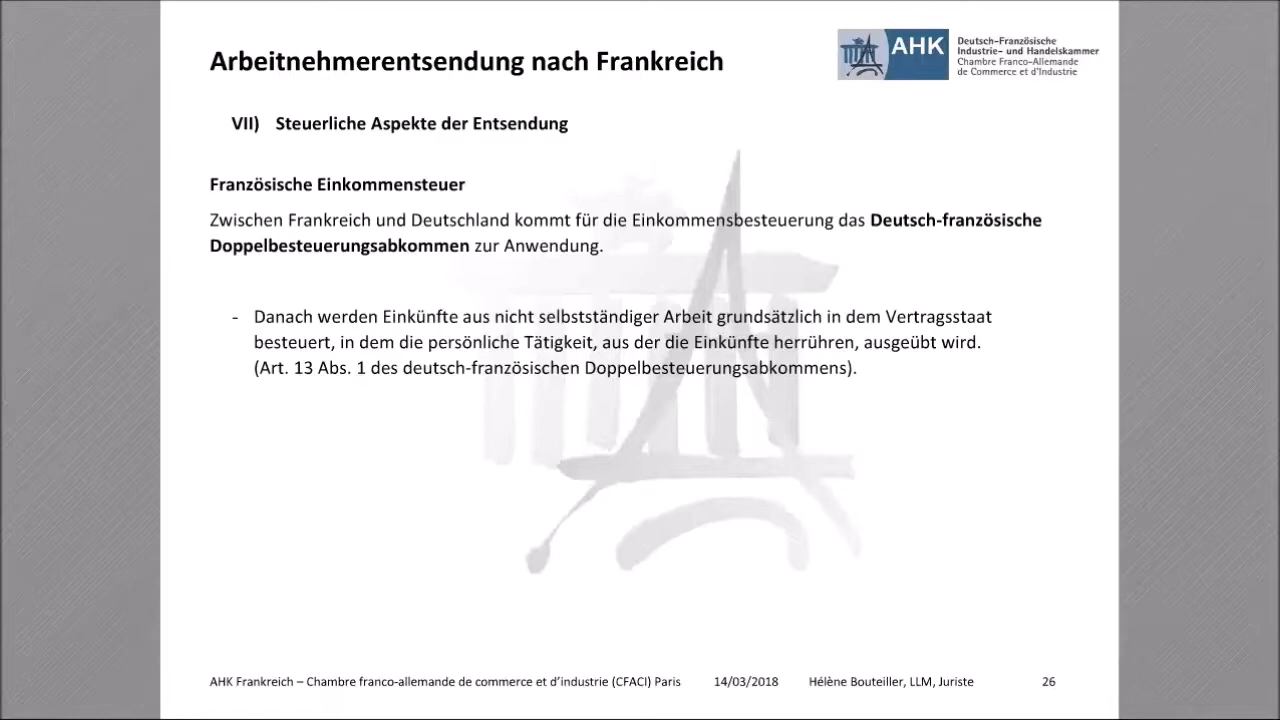 Arbeitnehmerentsendung nach Frankreich
AHK
Deutsch-Französische
Industrie- und Handelskammer
Chambre Franco-Allemande
de Commerce et d'Industrie
VII) Steuerliche Aspekte der Entsendung
Französische Einkommensteuer
Zwischen Frankreich und Deutschland kommt für die Einkommensbesteuerung das Deutsch-französische
Doppelbesteuerungsabkommen zur Anwendung.
- Danach werden Einkünfte aus nicht selbstständiger Arbeit grundsätzlich in dem Vertragsstaat
besteuert, in dem die persönliche Tätigkeit, aus der die Einkünfte herrühren, ausgeübt wird.
(Art. 13 Abs. 1 des deutsch-französischen Doppelbesteuerungsabkommens).
AHK Frankreich – Chambre franco-allemande de commerce et d'industrie (CFACI) Paris 14/03/2018 Hélène Bouteiller, LLM, Juriste 26